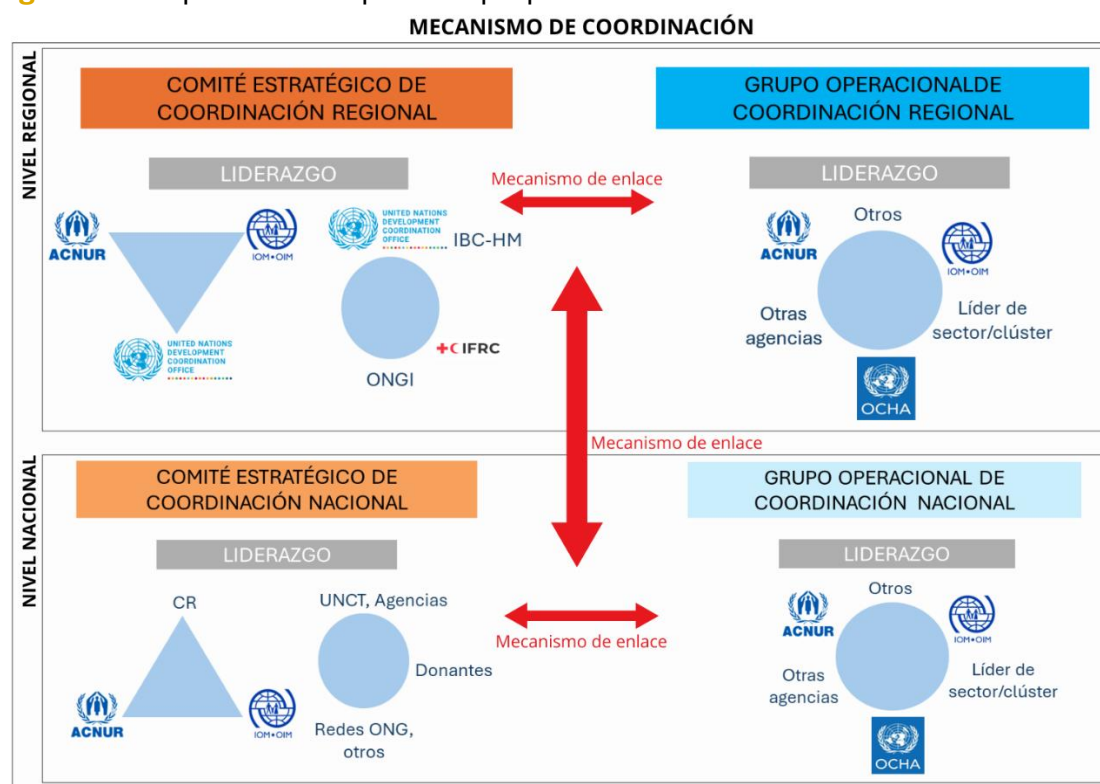 MECANISMO DE COORDINACIÓN
NIVEL REGIONAL
COMITÉ ESTRATÉGICO DE
COORDINACIÓN REGIONAL
GRUPO OPERACIONALDE
COORDINACIÓN REGIONAL
LIDERAZGO
Mecanismo de enlace
LIDERAZGO
ACNUR
IOM•OIM
UNITED NATIONS
DEVELOPMENT
COORDINATION
OFFICE
UNITED NATIONS
DEVELOPMENT
COORDINATION
OFFICE
IBC-HM
IFRC
ONGI
Otros
ACNUR
IOM•OIM
Otras
agencias
Líder de
sector/clúster
OCHA
Mecanismo de enlace
NIVEL NACIONAL
COMITÉ ESTRATÉGICO DE
COORDINACIÓN NACIONAL
GRUPO OPERACIONAL DE
COORDINACIÓN NACIONAL
LIDERAZGO
LIDERAZGO
CR
ACNUR
IOM•OIM
UNCT, Agencias
Donantes
Redes ONG,
otros
Mecanismo de enlace
Otros
ACNUR
IOM•OIM
Otras
agencias
Líder de
sector/clúster
OCHA